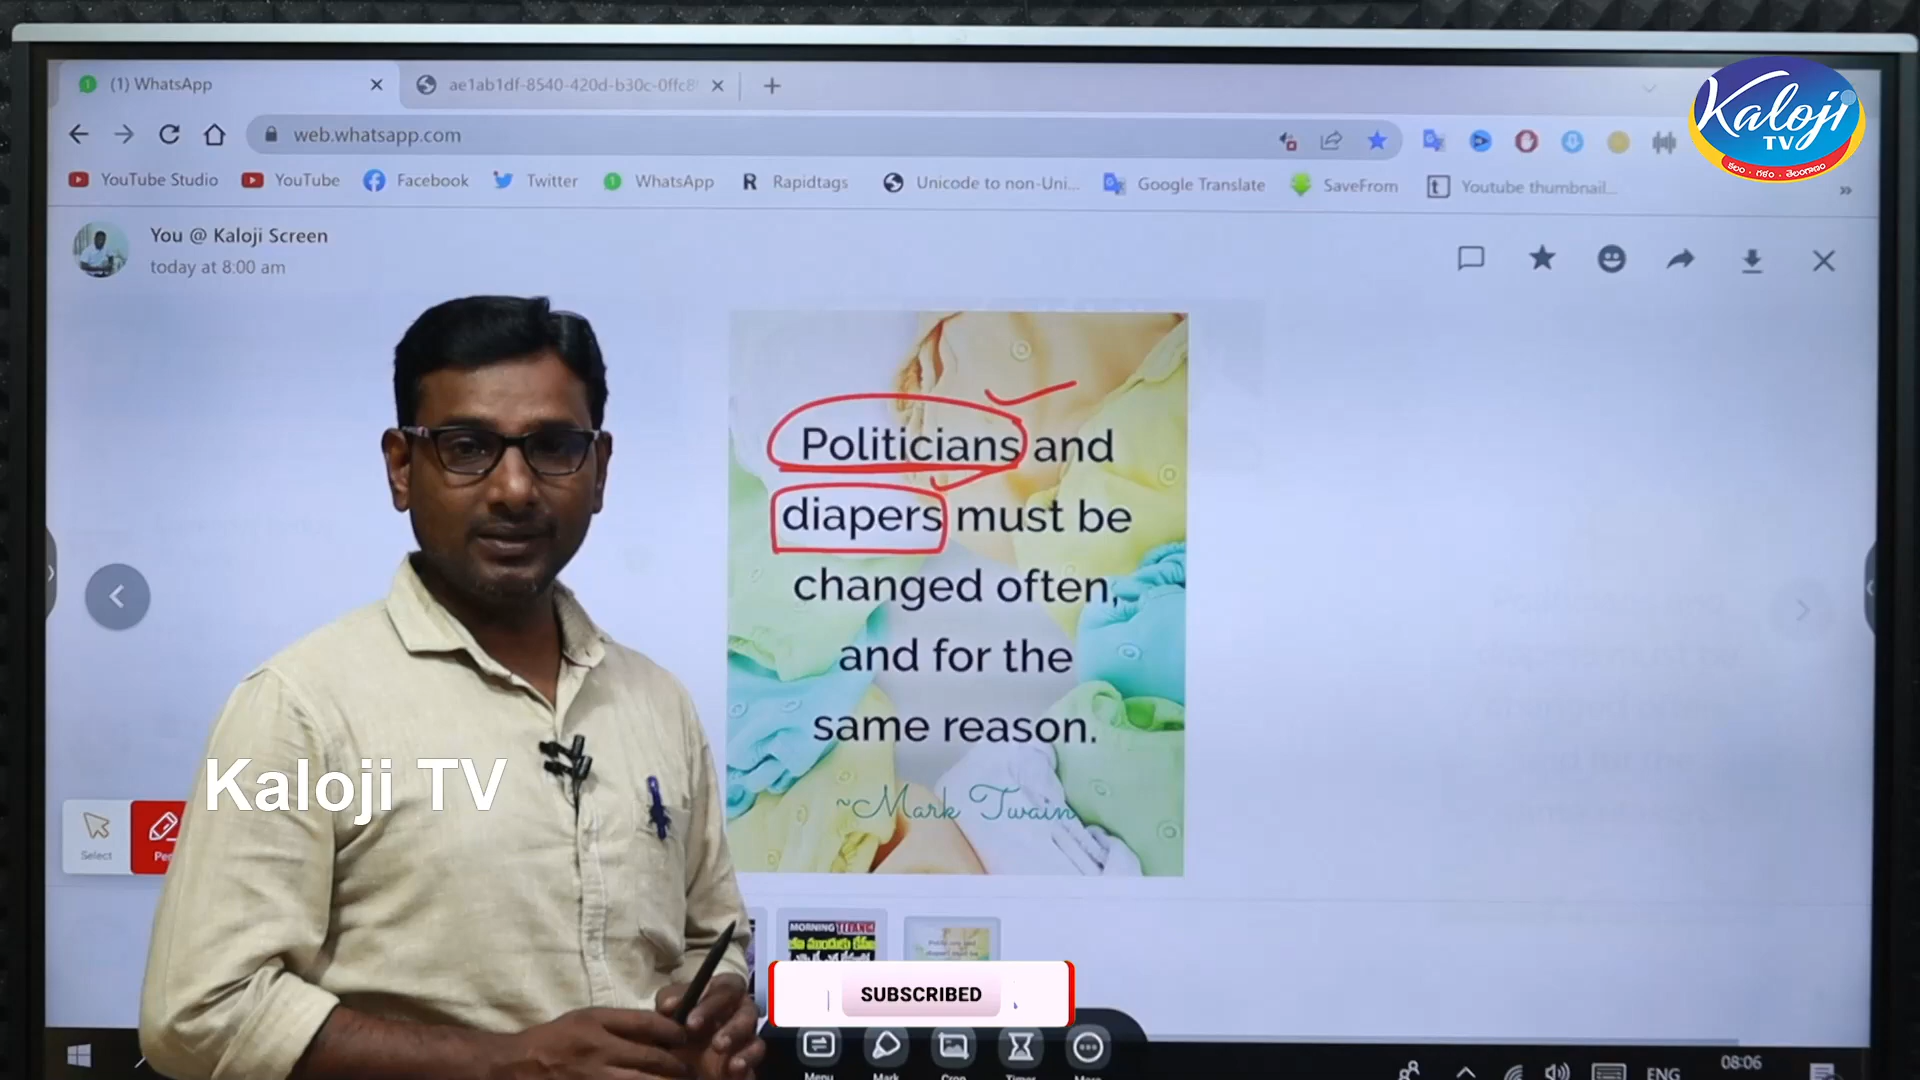 (1) WhatsApp
ae1ab1df-8540-420d-b30c-0ffc8
web.whatsapp.com
Kaloji
TV
YouTube Studio
YouTube
Facebook
Twitter
WhatsApp
Rapidtags
Unicode to non-Uni...
Google Translate
SaveFrom
Youtube thumbnail...
You @ Kaloji Screen
today at 8:00 am
Politicians and
diapers must be
changed often,
and for the
same reason.
~Mark Twain
Kaloji TV
Select
Pe
MORNING
SUBSCRIBED
Menu
Mark
Crop
Timer
More
ENG
08:06